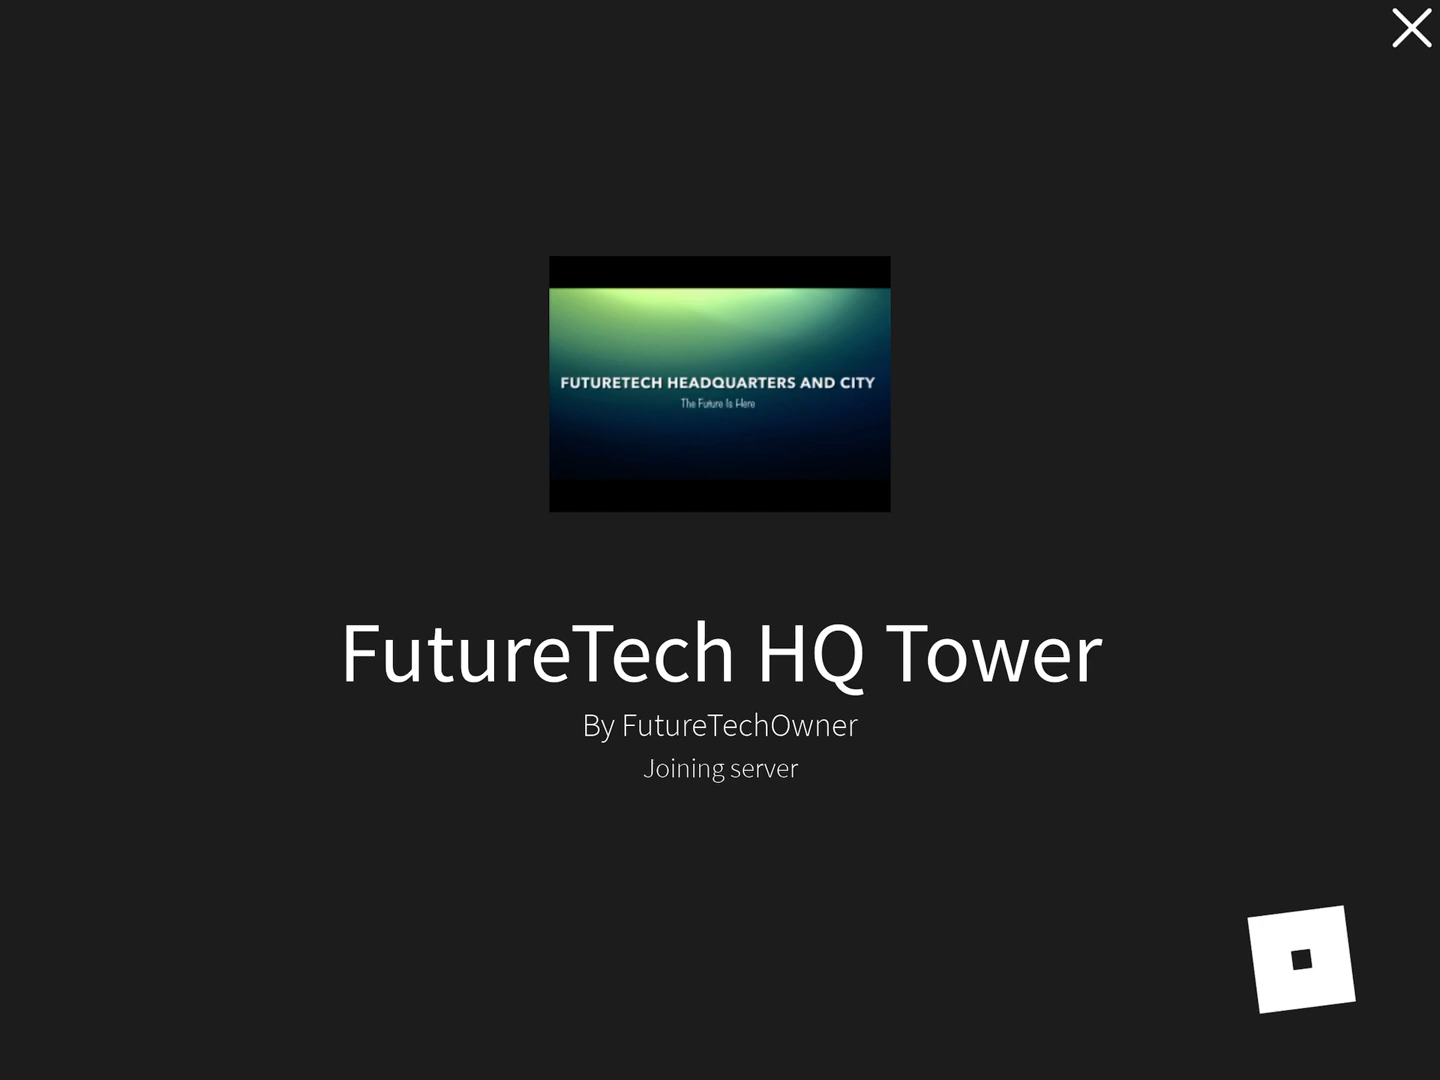 FUTURETECH HEADQUARTERS AND CITY
The Future Is Here
FutureTech HQ Tower
By FutureTechOwner
Joining server